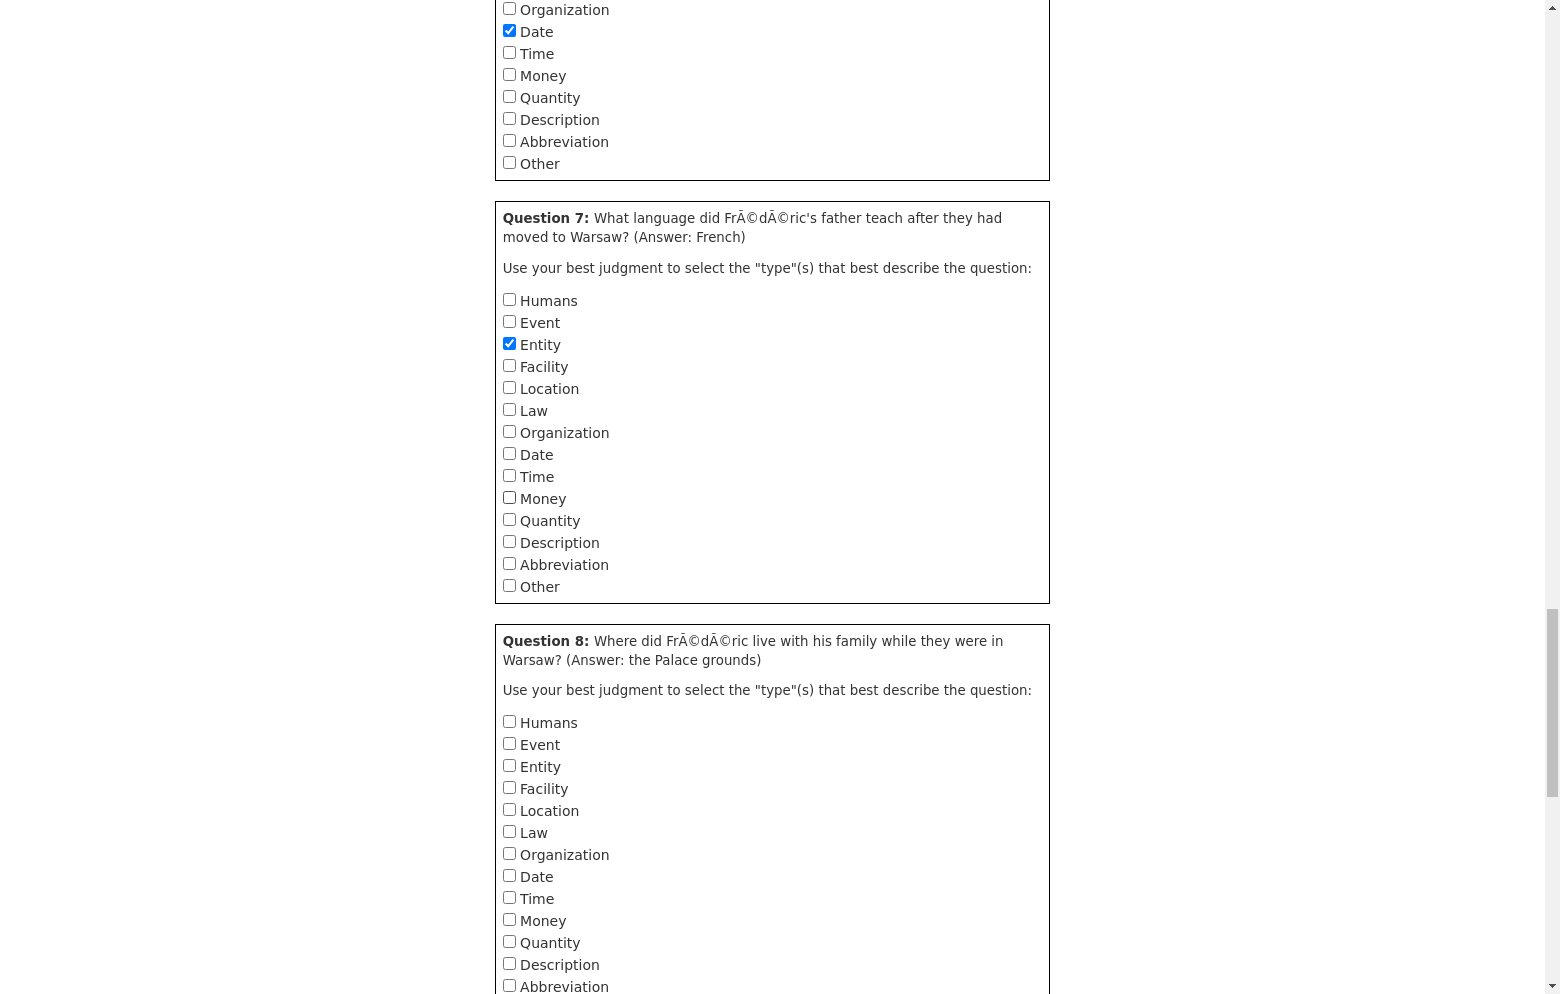 Organization
Date
Time
Money
Quantity
Description
Abbreviation
Other
Question 7: What language did FrÃ©dÃ©ric's father teach after they had
moved to Warsaw? (Answer: French)
Use your best judgment to select the "type"(s) that best describe the question:
Humans
Event
Entity
Facility
Location
Law
Organization
Date
Time
Money
Quantity
Description
Abbreviation
Other
Question 8: Where did FrÃ©dÃ©ric live with his family while they were in
Warsaw? (Answer: the Palace grounds)
Use your best judgment to select the "type"(s) that best describe the question:
Humans
Event
Entity
Facility
Location
Law
Organization
Date
Time
Money
Quantity
Description
Abbreviation